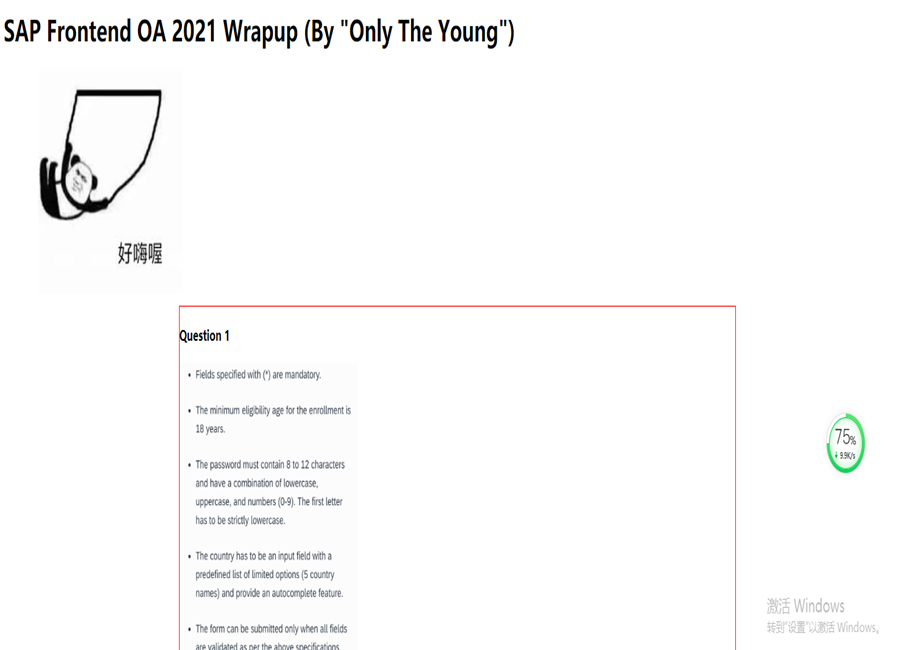 SAP Frontend OA 2021 Wrapup (By "Only The Young")
好嗨喔
Question 1
• Fields specified with (*) are mandatory.
• The minimum eligibility age for the enrollment is
18 years.
• The password must contain 8 to 12 characters
and have a combination of lowercase,
uppercase, and numbers (0-9). The first letter
has to be strictly lowercase.
• The country has to be an input field with a
predefined list of limited options (5 country
names) and provide an autocomplete feature.
• The form can be submitted only when all fields
are validated as per the above specifications.
75%
↓ 9.9K/s
激活 Windows
转到"设置"以激活 Windows。